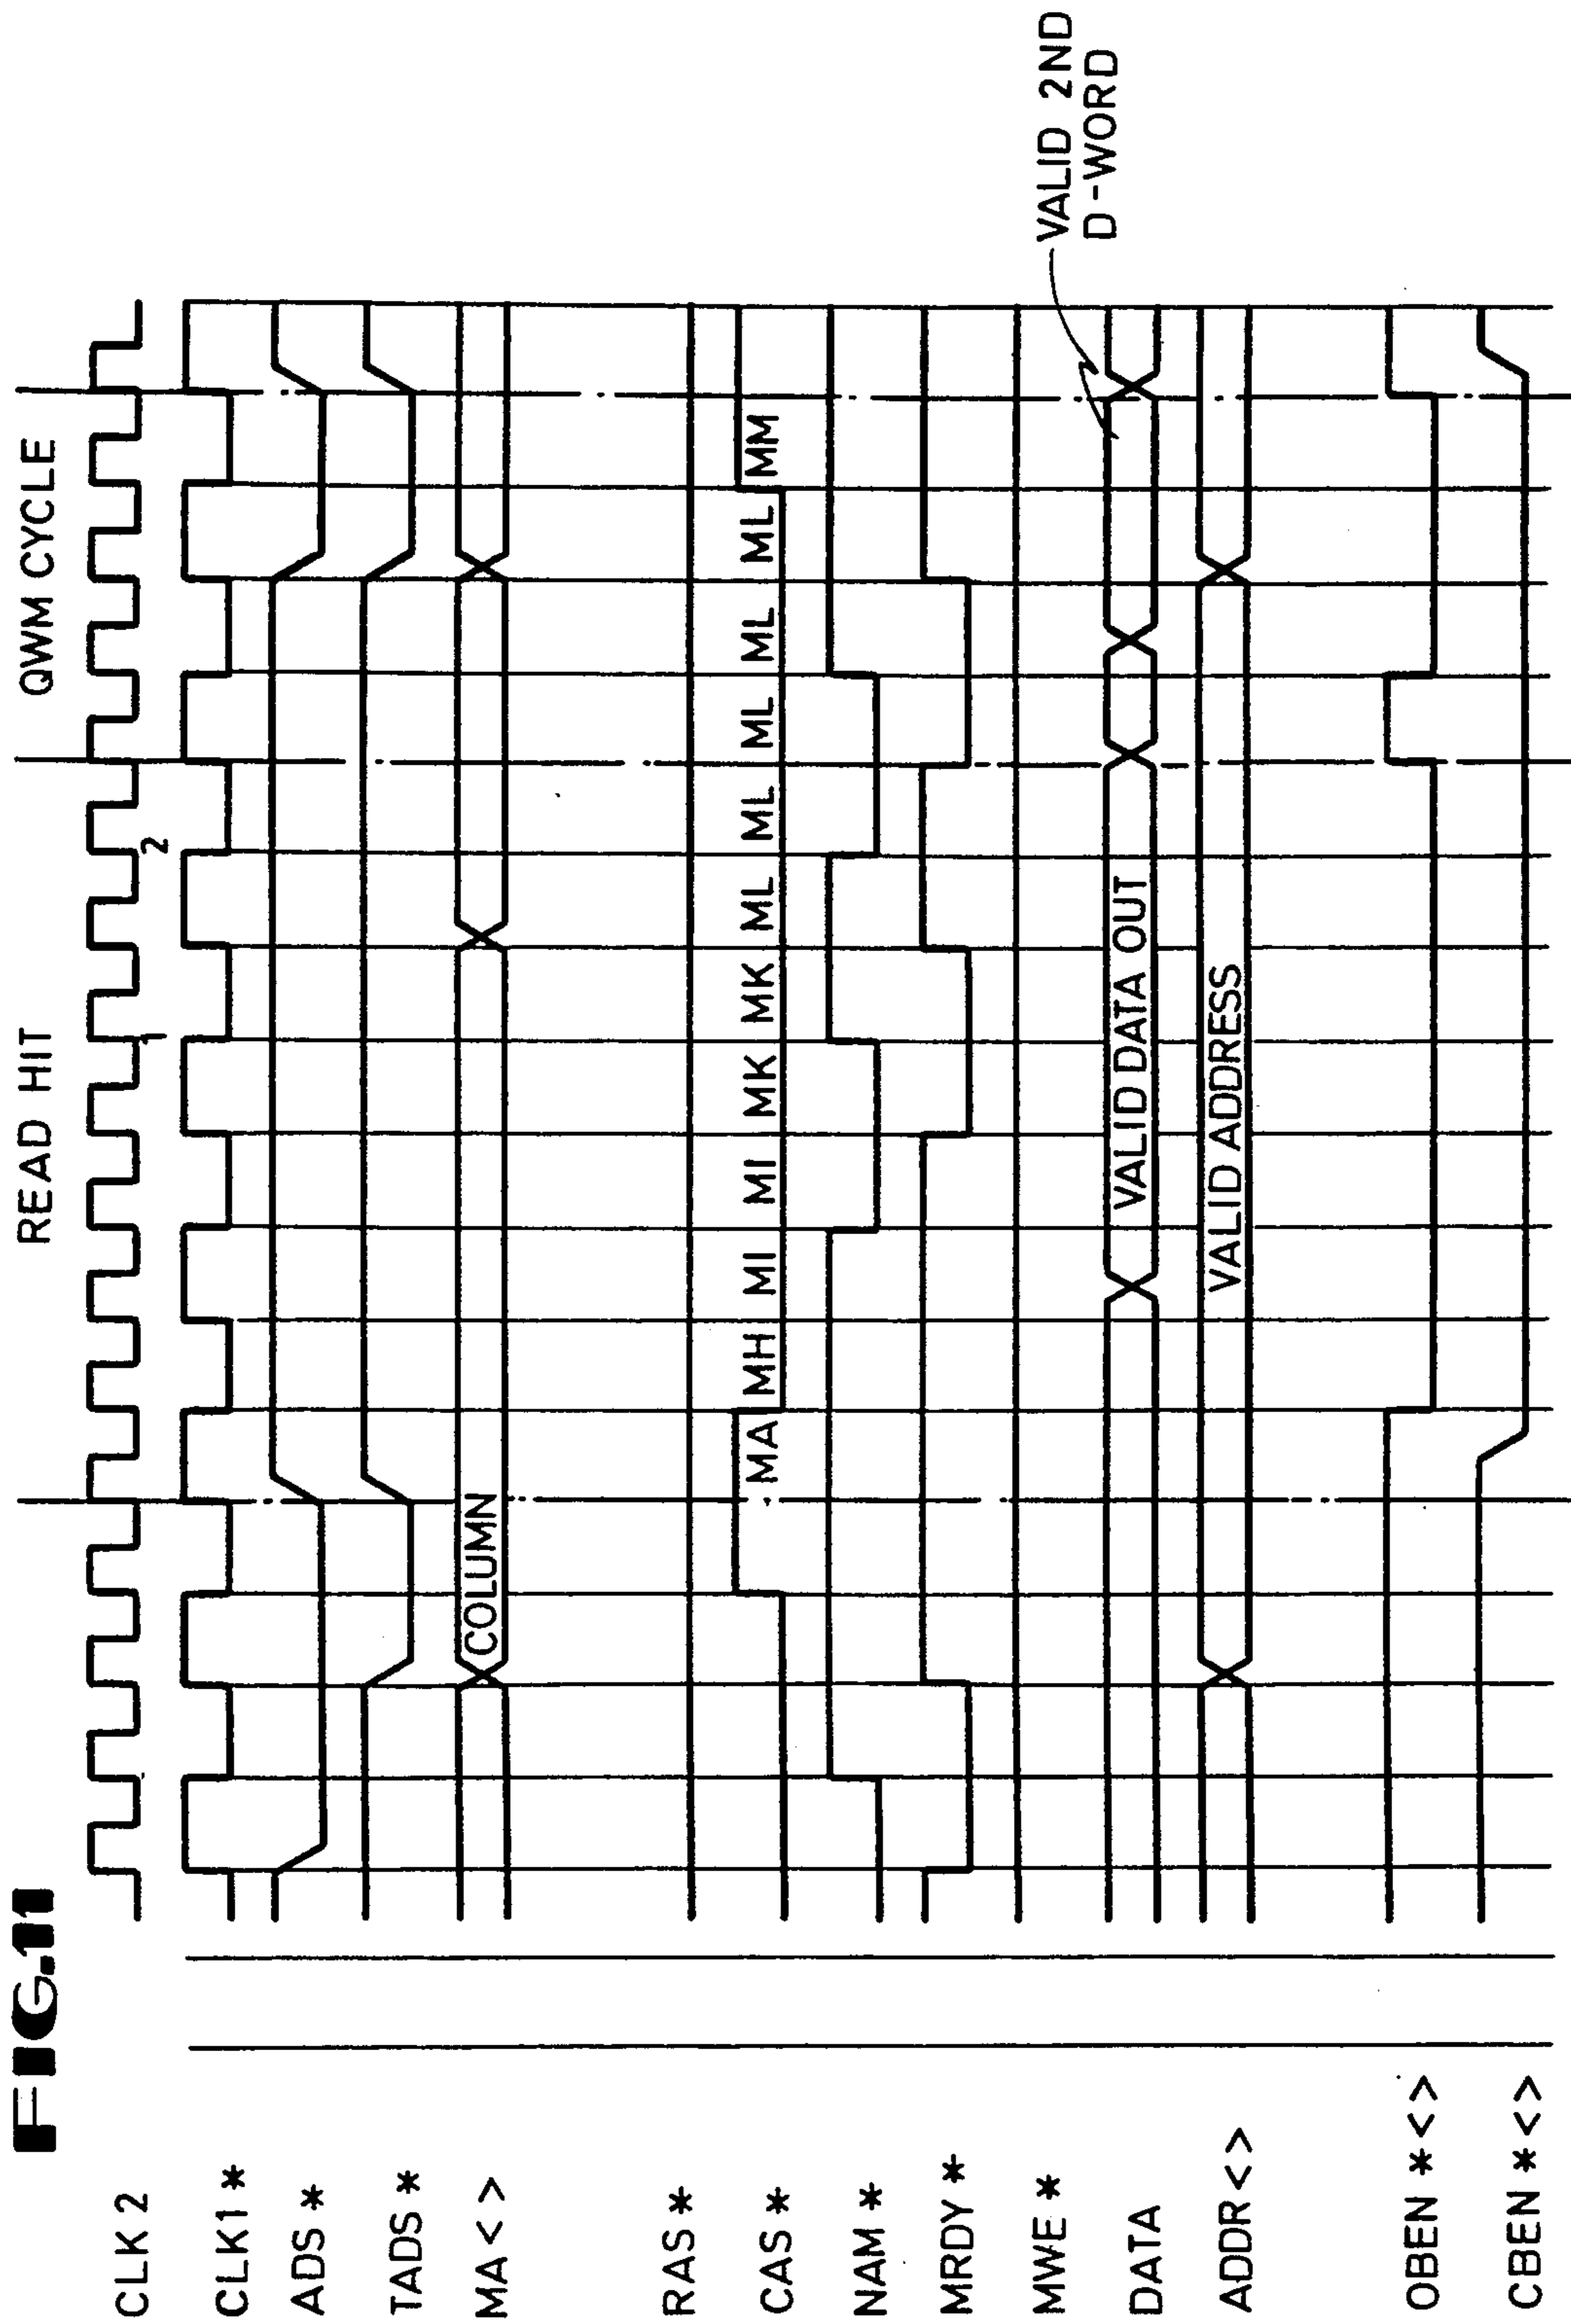 FIG.11
READ HIT
QWM CYCLE
CLK 2
1
2
CLK1 *
ADS *
TADS *
MA < >
COLUMN
RAS *
CAS *
MA MH MI MI MK MK ML ML ML ML ML MM
NAM *
MRDY *
MWE *
VALID 2ND
D-WORD
DATA
VALID DATA OUT
ADDR < >
VALID ADDRESS
OBEN * < >
CBEN * < >